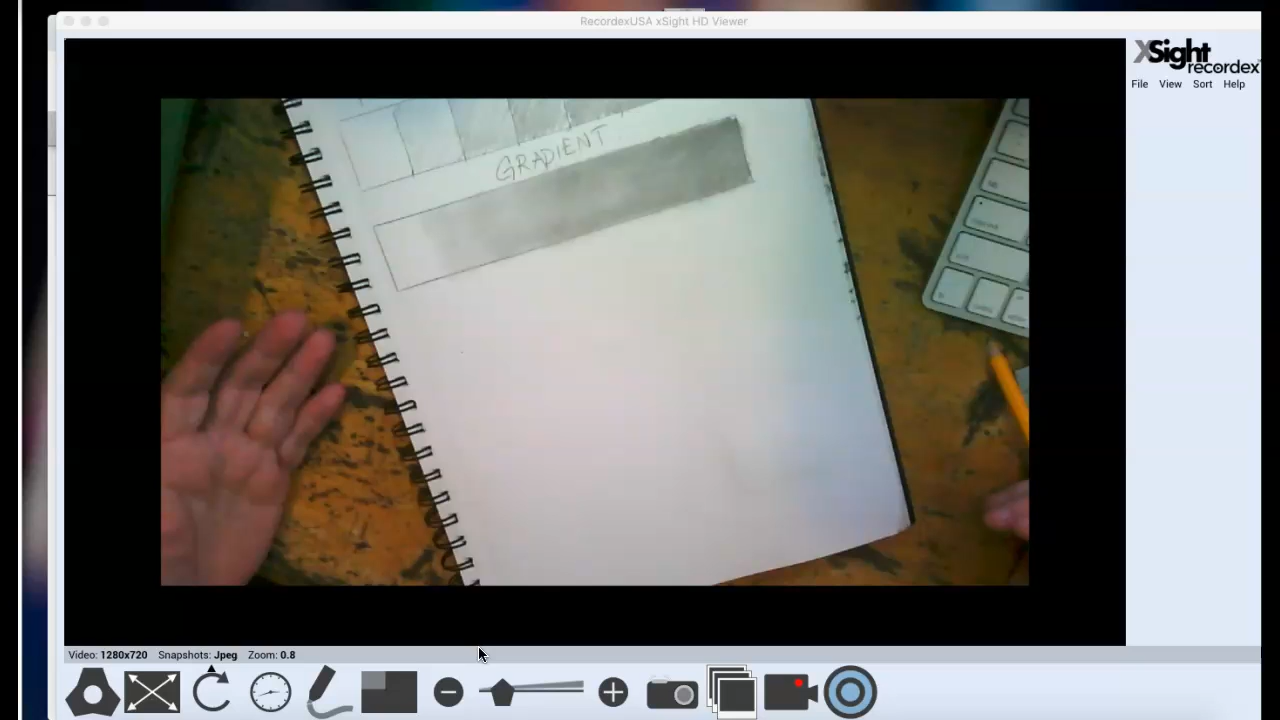 RecordexUSA xSight HD Viewer
XSight
recordex
File View Sort Help
GRADIENT
Video: 1280x720 Snapshots: Jpeg Zoom: 0.8